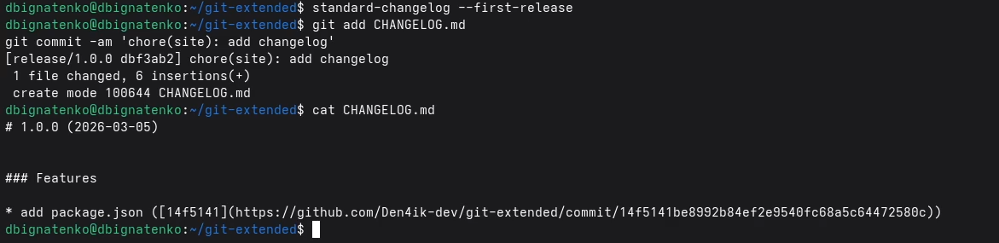 dbignatenko@dbignatenko:~/git-extended$ standard-changelog --first-release
dbignatenko@dbignatenko:~/git-extended$ git add CHANGELOG.md
git commit -am 'chore(site): add changelog'
[release/1.0.0 dbf3ab2] chore(site): add changelog
 1 file changed, 6 insertions(+)
 create mode 100644 CHANGELOG.md
dbignatenko@dbignatenko:~/git-extended$ cat CHANGELOG.md
# 1.0.0 (2026-03-05)
### Features
* add package.json ([14f5141](https://github.com/Den4ik-dev/git-extended/commit/14f5141be8992b84ef2e9540fc68a5c64472580c))
dbignatenko@dbignatenko:~/git-extended$